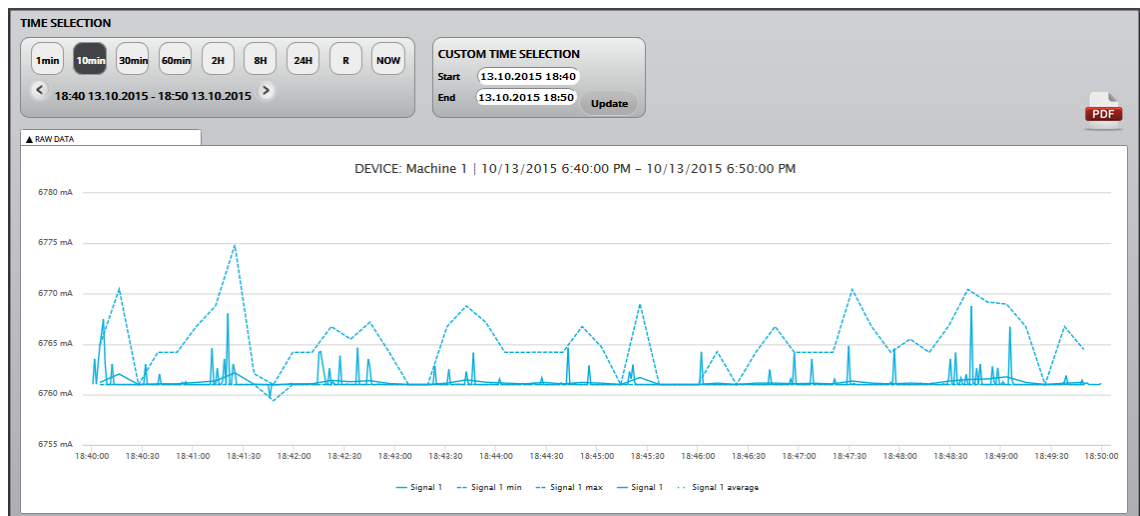 TIME SELECTION
1min 10min 30min 60min 2H 8H 24H R NOW
< 18:40 13.10.2015 - 18:50 13.10.2015 >
CUSTOM TIME SELECTION
Start 13.10.2015 18:40
End 13.10.2015 18:50 Update
PDF
▲ RAW DATA
DEVICE: Machine 1 | 10/13/2015 6:40:00 PM – 10/13/2015 6:50:00 PM
6780 mA
6775 mA
6770 mA
6765 mA
6760 mA
6755 mA
18:40:00 18:40:30 18:41:00 18:41:30 18:42:00 18:42:30 18:43:00 18:43:30 18:44:00 18:44:30 18:45:00 18:45:30 18:46:00 18:46:30 18:47:00 18:47:30 18:48:00 18:48:30 18:49:00 18:49:30 18:50:00
Signal 1 Signal 1 min Signal 1 max Signal 1 Signal 1 average